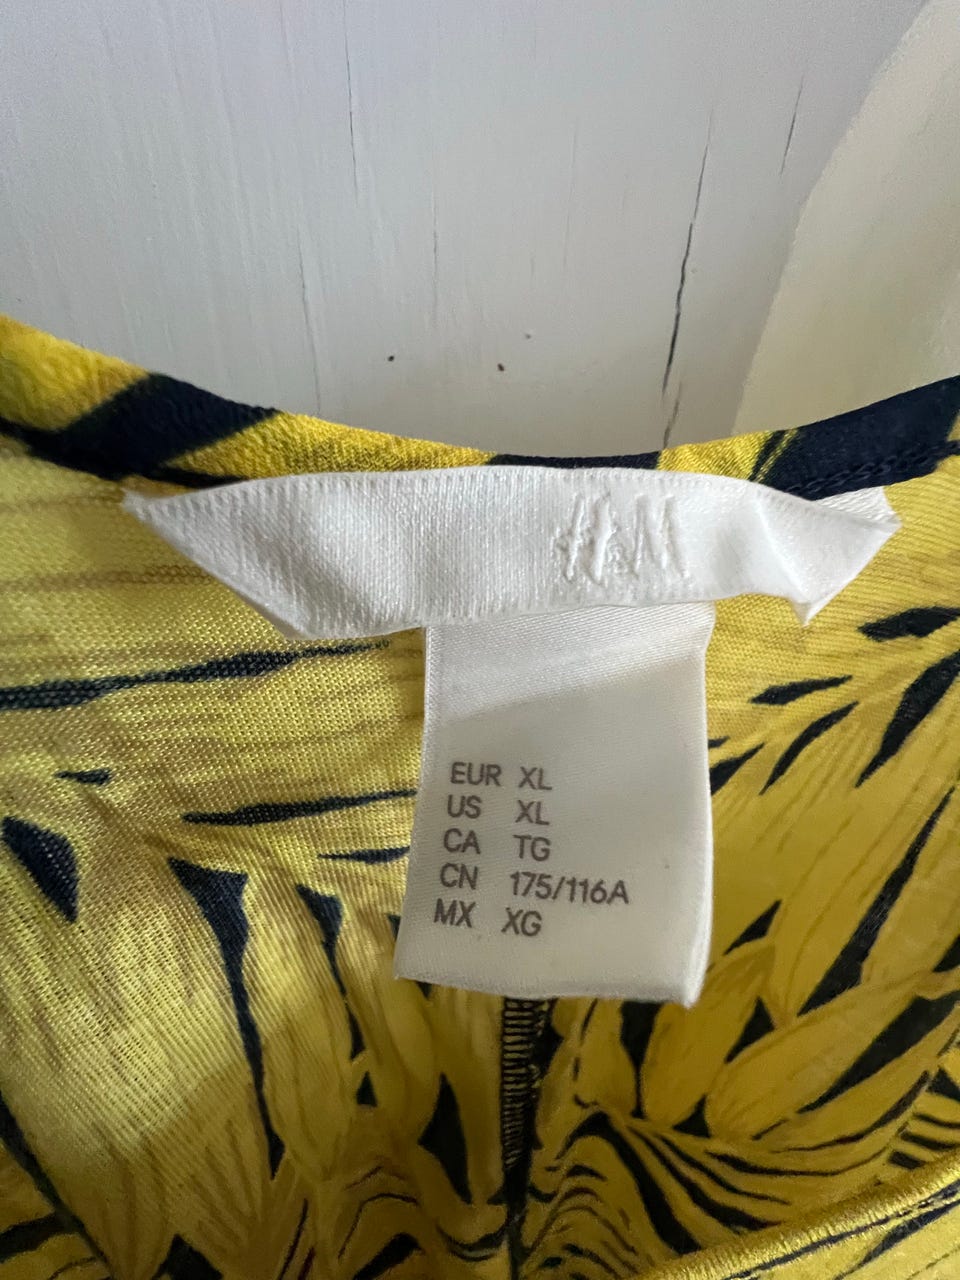 H&M
EUR XL
US XL
CA TG
CN 175/116A
MX XG